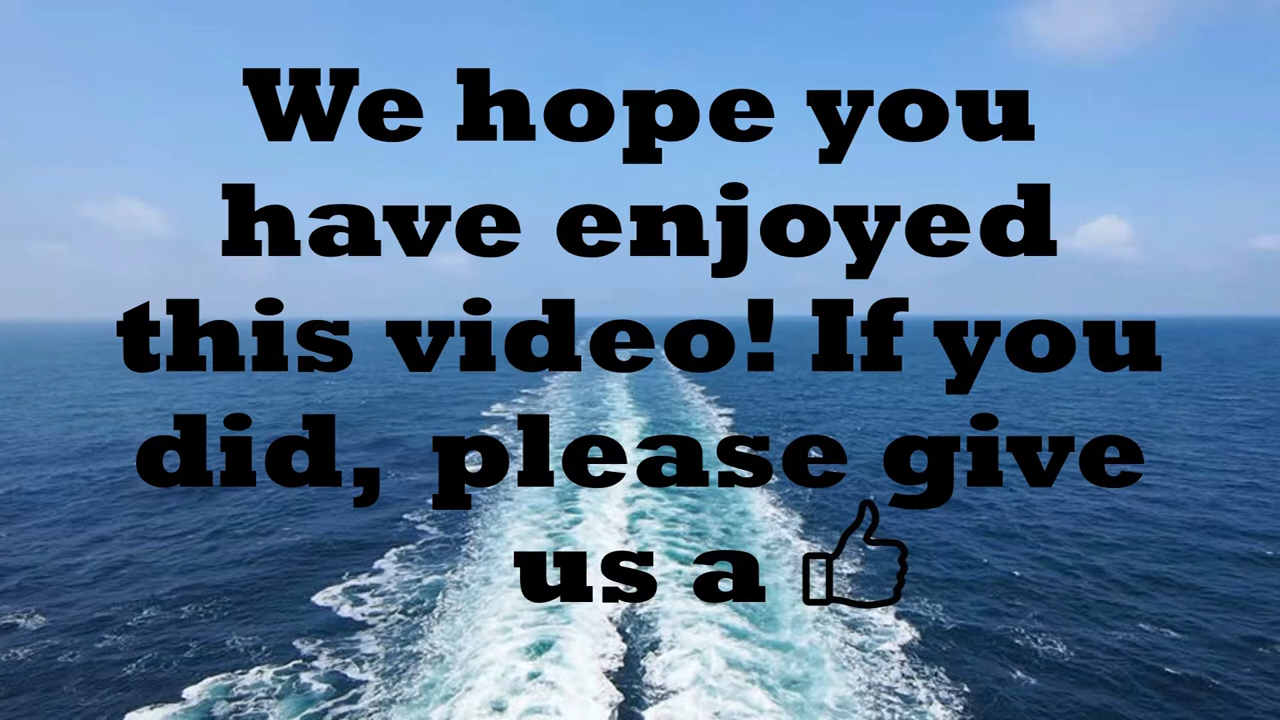 We hope you
have enjoyed
this video! If you
did, please give
us a 👍